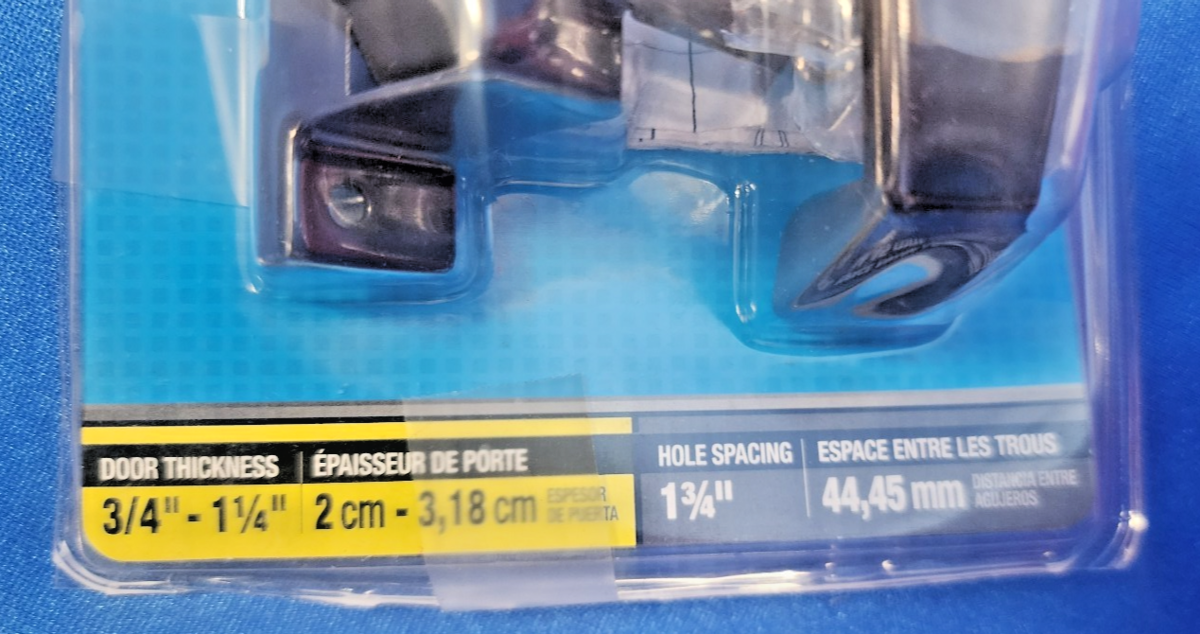 DOOR THICKNESS
3/4" - 1¼"
ÉPAISSEUR DE PORTE
2 cm - 3,18 cm
ESPESOR
DE PUERTA
HOLE SPACING
1¾"
ESPACE ENTRE LES TROUS
44,45 mm
DISTANCIA ENTRE
AGUJEROS